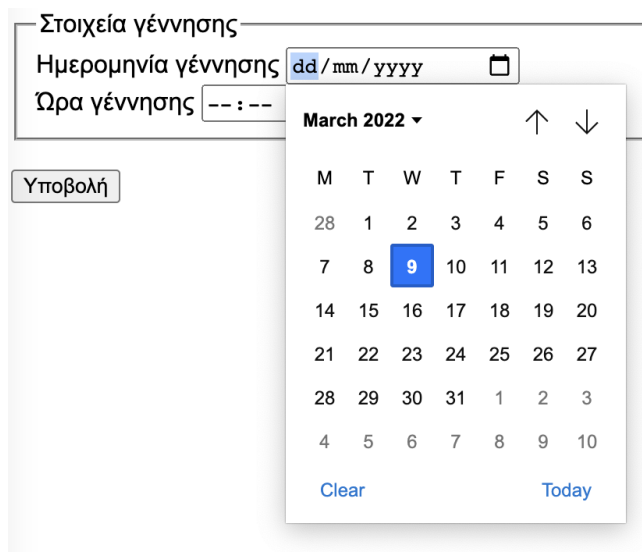 Στοιχεία γέννησης
Ημερομηνία γέννησης dd/mm/yyyy
Ώρα γέννησης --:--
Υποβολή
March 2022
M T W T F S S
28 1 2 3 4 5 6
7 8 9 10 11 12 13
14 15 16 17 18 19 20
21 22 23 24 25 26 27
28 29 30 31 1 2 3
4 5 6 7 8 9 10
Clear Today